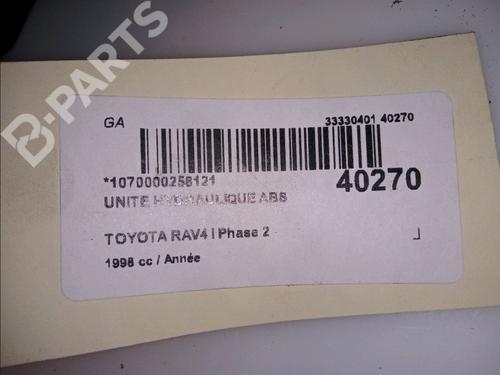 B-PARTS
GA
33330401 40270
*1070000258121
40270
UNITE HYDRAULIQUE ABS
TOYOTA RAV4 I Phase 2
1998 cc / Année